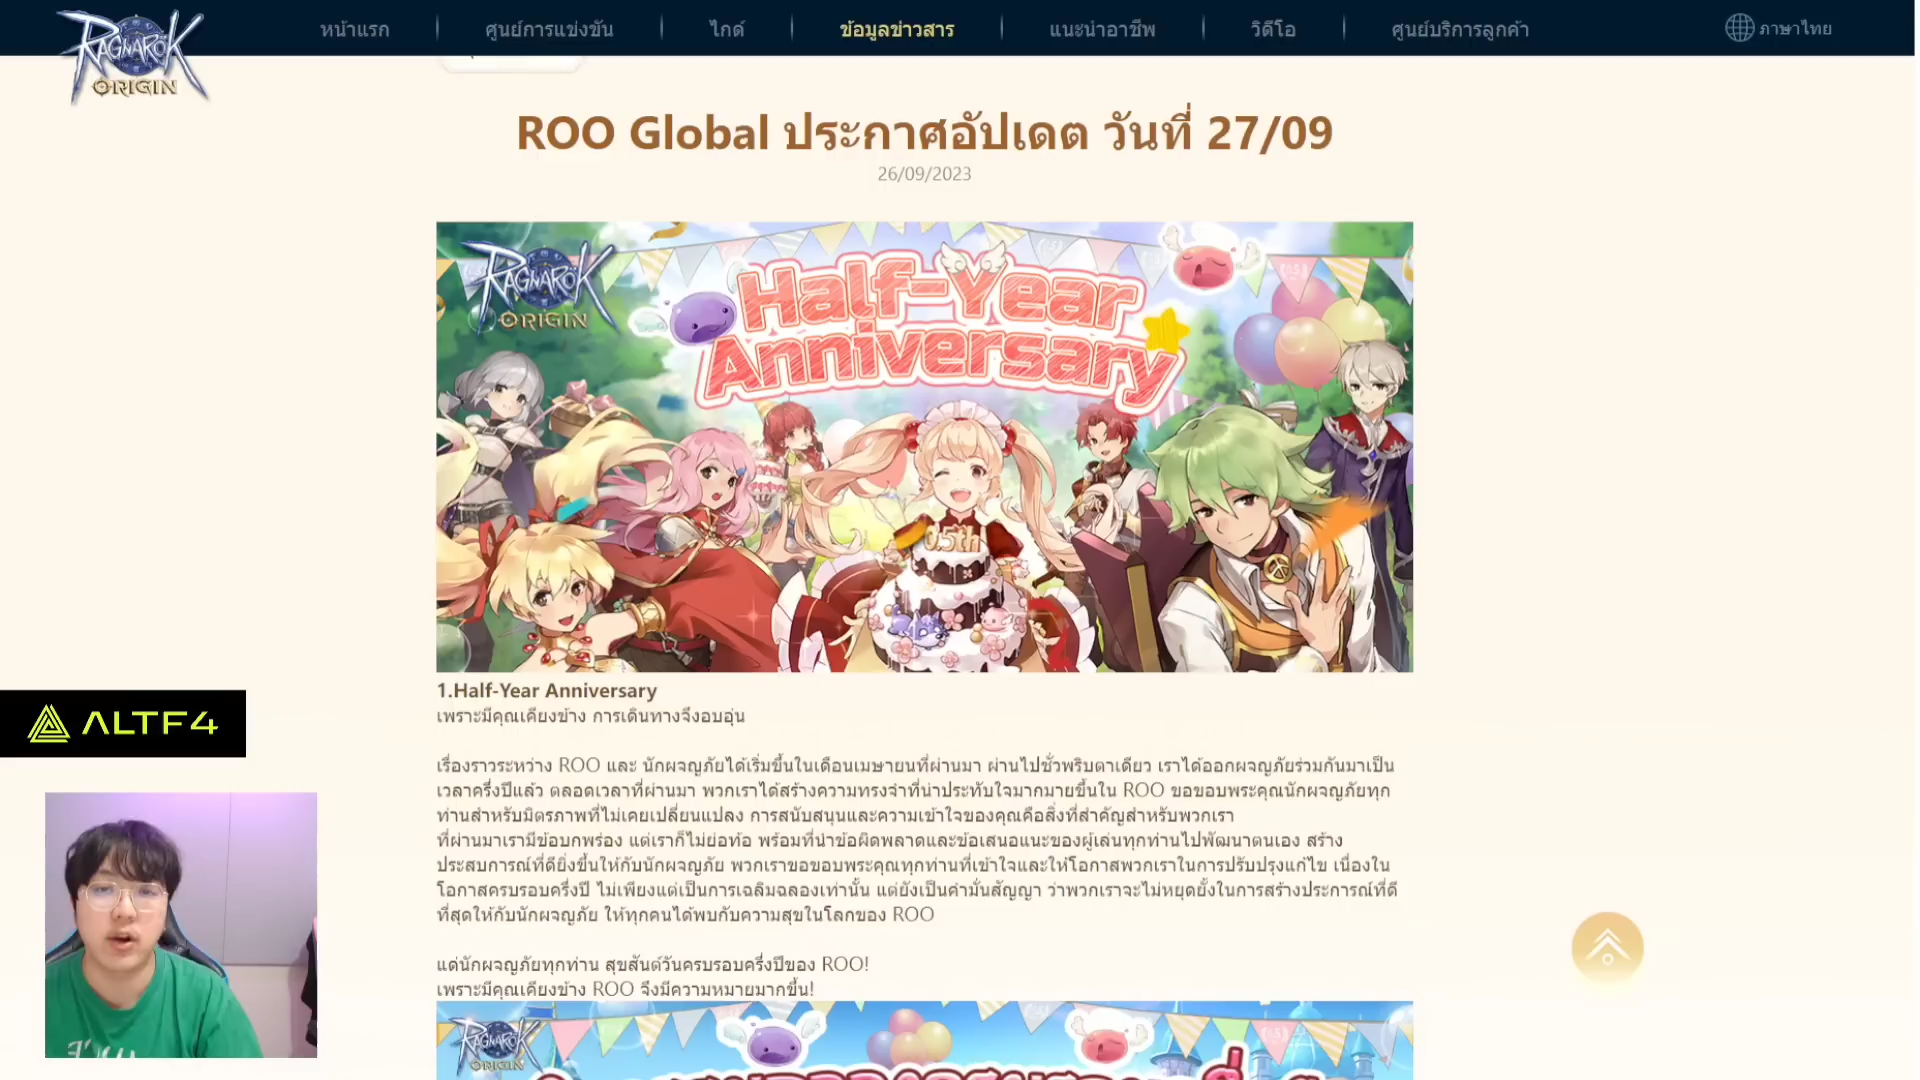 RAGNAROK
ORIGIN
หน้าแรก
ศูนย์การแข่งขัน
ไกด์
ข้อมูลข่าวสาร
แนะนำอาชีพ
วิดีโอ
ศูนย์บริการลูกค้า
ภาษาไทย
ROO Global ประกาศอัปเดต วันที่ 27/09
26/09/2023
RAGNAROK
ORIGIN
Half-Year
Anniversary
0.5th
1.Half-Year Anniversary
เพราะมีคุณเคียงข้าง การเดินทางจึงอบอุ่น
เรื่องราวระหว่าง ROO และ นักผจญภัยได้เริ่มขึ้นในเดือนเมษายนที่ผ่านมา ผ่านไปชั่วพริบตาเดียว เราได้ออกผจญภัยร่วมกันมาเป็น
เวลาครึ่งปีแล้ว ตลอดเวลาที่ผ่านมา พวกเราได้สร้างความทรงจำที่น่าประทับใจมากมายขึ้นใน ROO ขอขอบพระคุณนักผจญภัยทุก
ท่านสำหรับมิตรภาพที่ไม่เคยเปลี่ยนแปลง การสนับสนุนและความเข้าใจของคุณคือสิ่งที่สำคัญสำหรับพวกเรา
ที่ผ่านมาเรามีข้อบกพร่อง แต่เราก็ไม่ย่อท้อ พร้อมที่นำข้อผิดพลาดและข้อเสนอแนะของผู้เล่นทุกท่านไปพัฒนาตนเอง สร้าง
ประสบการณ์ที่ดียิ่งขึ้นให้กับนักผจญภัย พวกเราขอขอบพระคุณทุกท่านที่เข้าใจและให้โอกาสพวกเราในการปรับปรุงแก้ไข เนื่องใน
โอกาสครบรอบครึ่งปี ไม่เพียงแต่เป็นการเฉลิมฉลองเท่านั้น แต่ยังเป็นคำมั่นสัญญา ว่าพวกเราจะไม่หยุดยั้งในการสร้างประการณ์ที่ดี
ที่สุดให้กับนักผจญภัย ให้ทุกคนได้พบกับความสุขในโลกของ ROO
แด่นักผจญภัยทุกท่าน สุขสันต์วันครบรอบครึ่งปีของ ROO!
เพราะมีคุณเคียงข้าง ROO จึงมีความหมายมากขึ้น!
ALTF4
RAGNAROK
ORIGIN